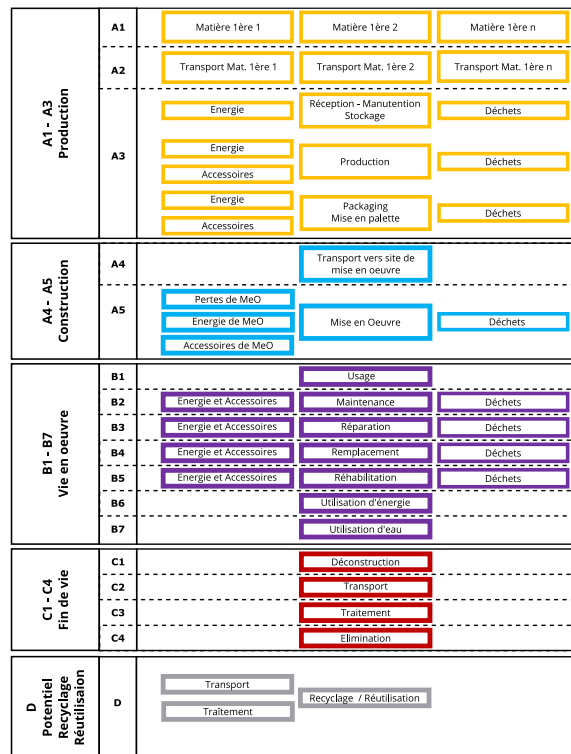 A1 - A3
Production
A1
Matière 1ère 1
Matière 1ère 2
Matière 1ère n
A2
Transport Mat. 1ère 1
Transport Mat. 1ère 2
Transport Mat. 1ère n
A3
Energie
Réception - Manutention
Stockage
Déchets
Energie
Accessoires
Production
Déchets
Energie
Accessoires
Packaging
Mise en palette
Déchets
A4 - A5
Construction
A4
Transport vers site de
mise en oeuvre
A5
Pertes de MeO
Energie de MeO
Accessoires de MeO
Mise en Oeuvre
Déchets
B1 - B7
Vie en oeuvre
B1
Usage
B2
Energie et Accessoires
Maintenance
Déchets
B3
Energie et Accessoires
Réparation
Déchets
B4
Energie et Accessoires
Remplacement
Déchets
B5
Energie et Accessoires
Réhabilitation
Déchets
B6
Utilisation d'énergie
B7
Utilisation d'eau
C1 - C4
Fin de vie
C1
Déconstruction
C2
Transport
C3
Traitement
C4
Elimination
D
Potentiel
Recyclage
Réutilisaion
D
Transport
Traîtement
Recyclage / Réutilisation